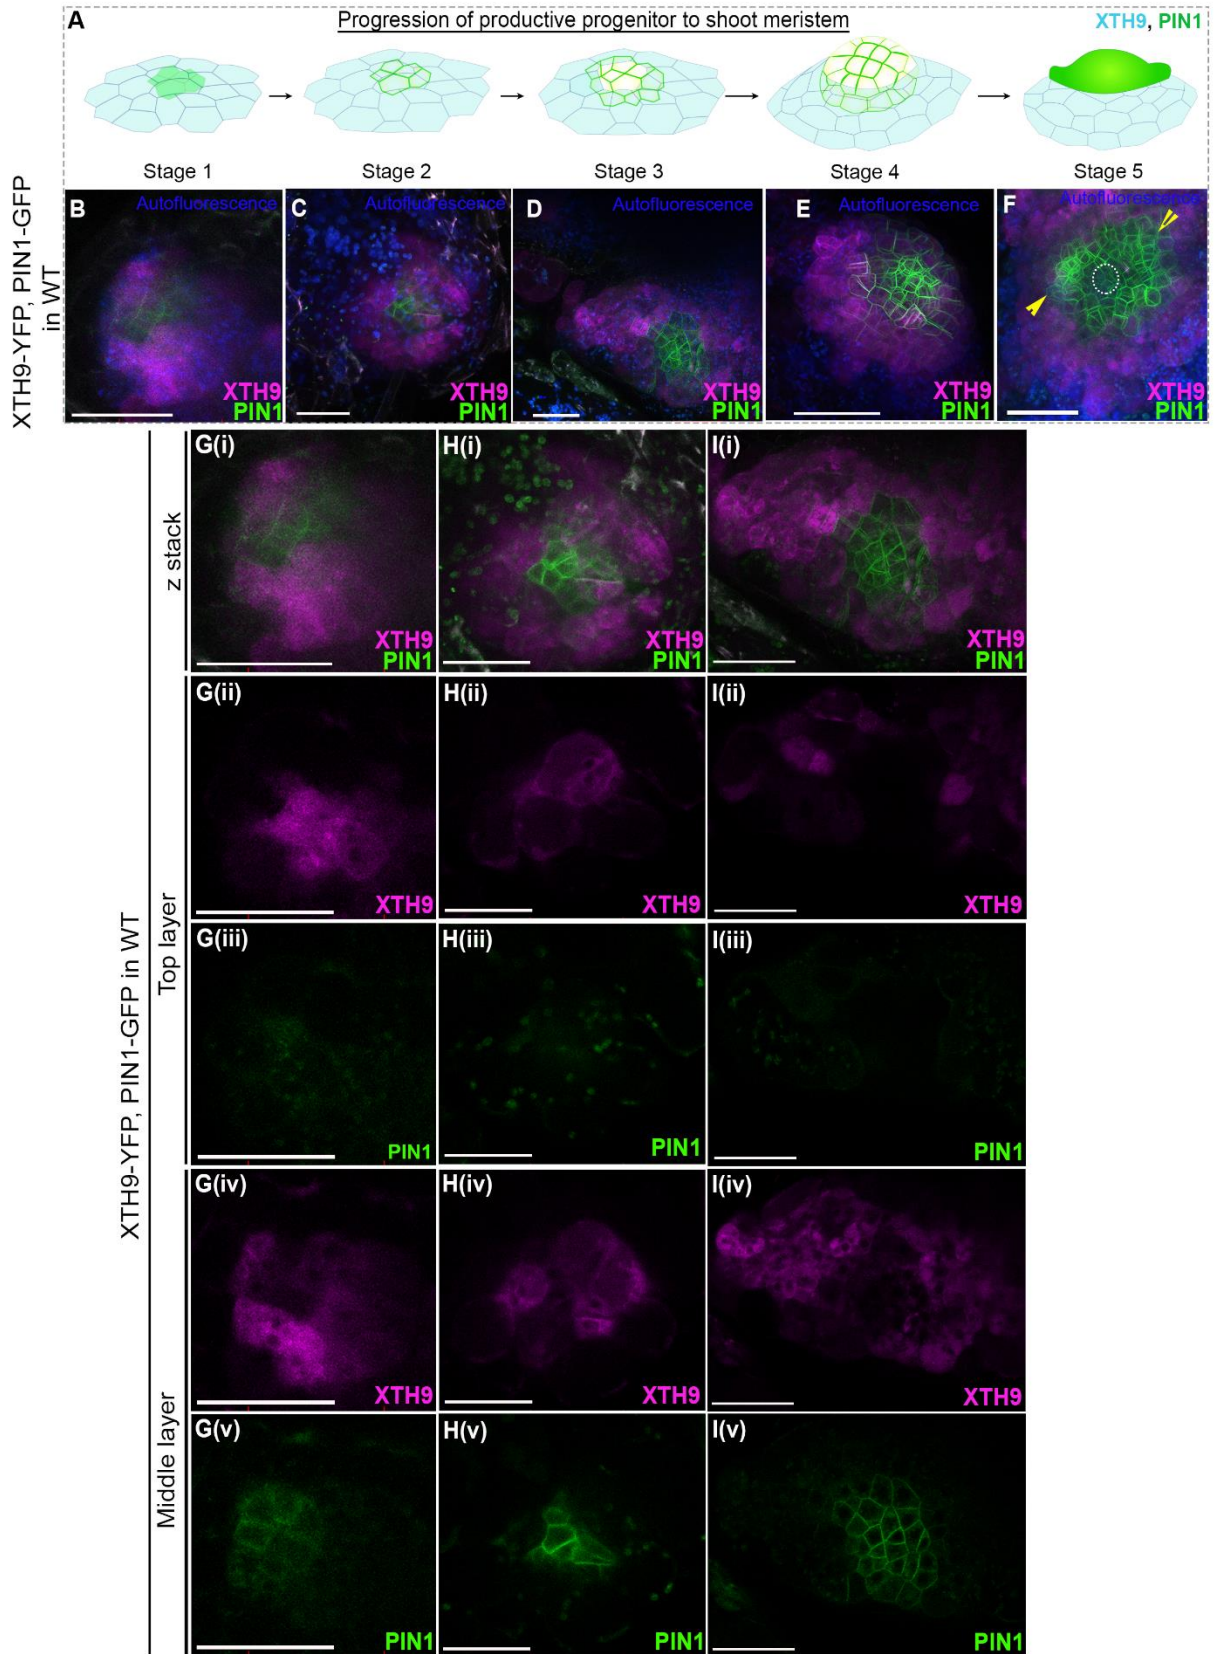 A
Progression of productive progenitor to shoot meristem
XTH9, PIN1
Stage 1
Stage 2
Stage 3
Stage 4
Stage 5
XTH9-YFP, PIN1-GFP
in WT
B
Autofluorescence
XTH9
PIN1
C
Autofluorescence
XTH9
PIN1
D
Autofluorescence
XTH9
PIN1
E
Autofluorescence
XTH9
PIN1
F
Autofluorescence
XTH9
PIN1
XTH9-YFP, PIN1-GFP in WT
z stack
G(i)
XTH9
PIN1
H(i)
XTH9
PIN1
I(i)
XTH9
PIN1
Top layer
G(ii)
XTH9
H(ii)
XTH9
I(ii)
XTH9
G(iii)
PIN1
H(iii)
PIN1
I(iii)
PIN1
Middle layer
G(iv)
XTH9
H(iv)
XTH9
I(iv)
XTH9
G(v)
PIN1
H(v)
PIN1
I(v)
PIN1